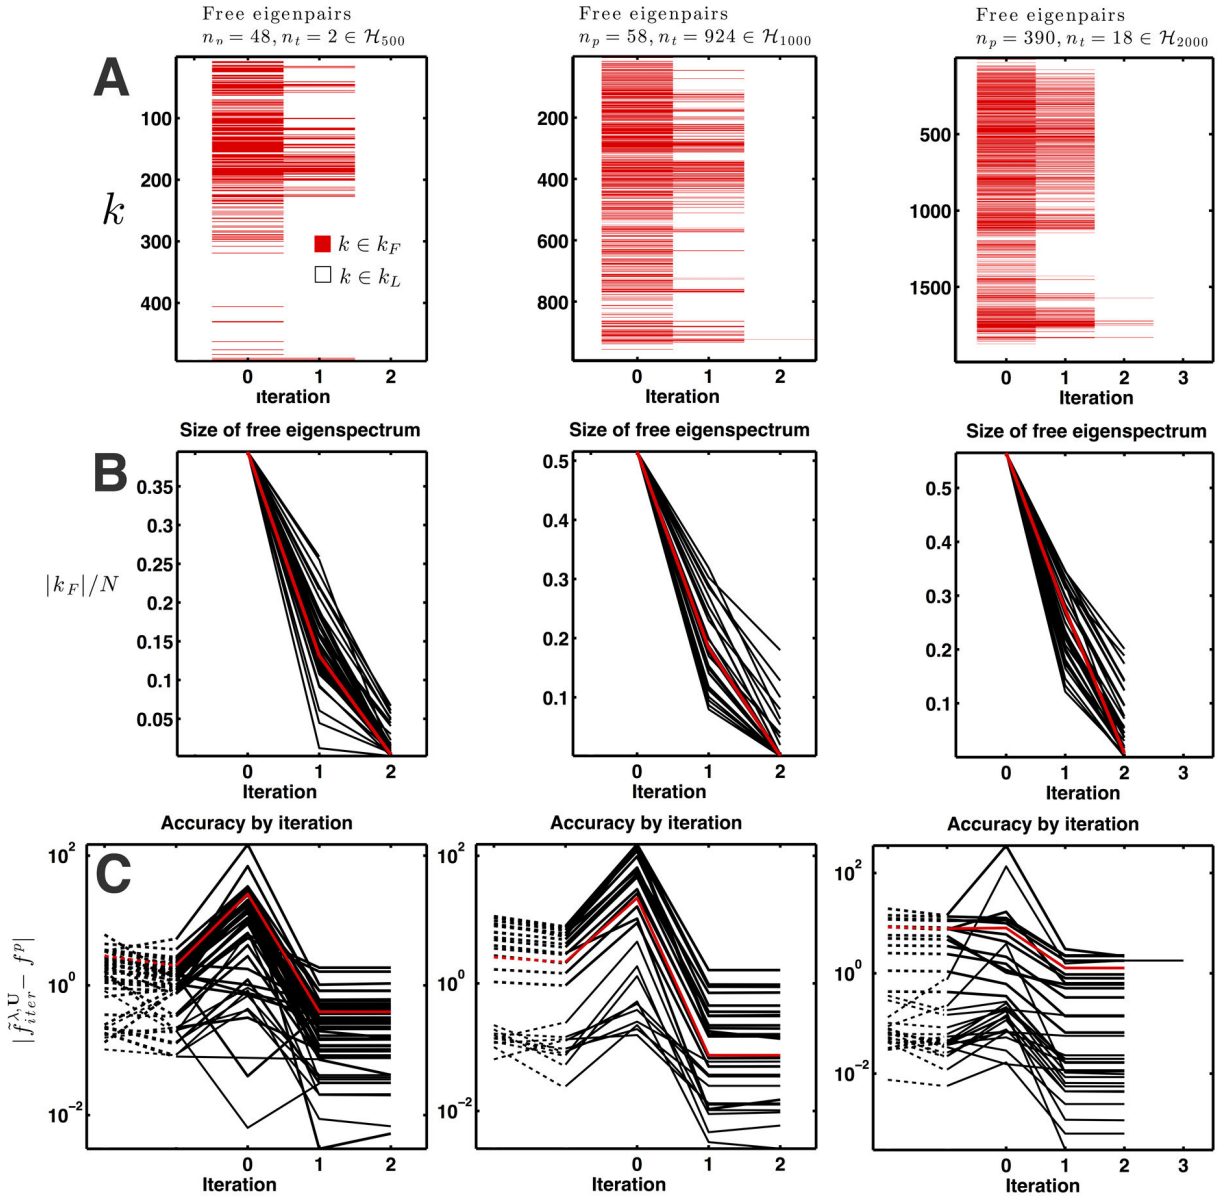 Free eigenpairs
n_n = 48, n_t = 2 ∈ ℋ_500
Free eigenpairs
n_p = 58, n_t = 924 ∈ ℋ_1000
Free eigenpairs
n_p = 390, n_t = 18 ∈ ℋ_2000
A
k
100
200
300
400
k ∈ k_F
k ∈ k_L
0 1 2
ıteration
200
400
600
800
0 1 2
Iteration
500
1000
1500
0 1 2 3
Iteration
B
|k_F|/N
Size of free eigenspectrum
0.35
0.3
0.25
0.2
0.15
0.1
0.05
0 1 2
Iteration
Size of free eigenspectrum
0.5
0.4
0.3
0.2
0.1
0 1 2
Iteration
Size of free eigenspectrum
0.5
0.4
0.3
0.2
0.1
0 1 2 3
Iteration
C
|f̃_iter^λ,U − f^p|
Accuracy by iteration
10^2
10^0
10^−2
0 1 2
Iteration
Accuracy by iteration
10^2
10^0
10^−2
0 1 2
Iteration
Accuracy by iteration
10^2
10^0
10^−2
0 1 2 3
Iteration